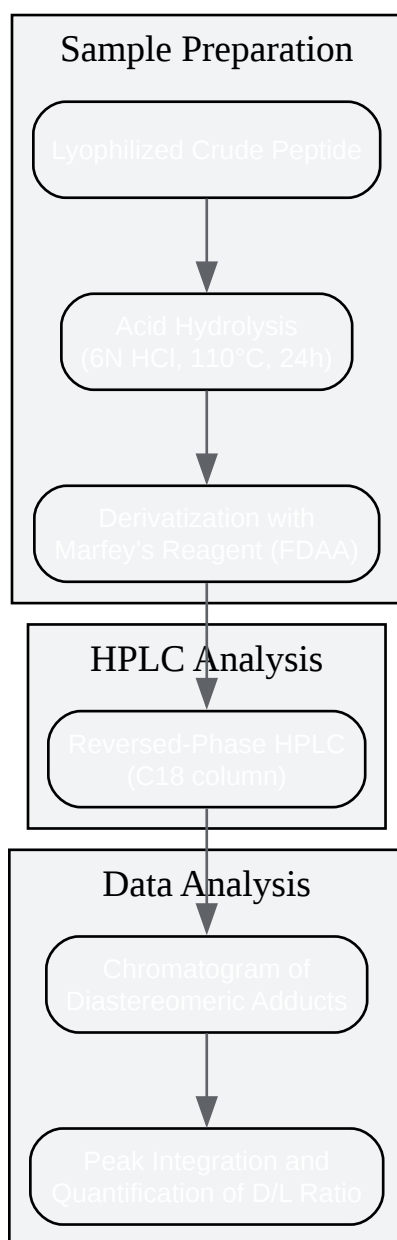 Sample Preparation
Lyophilized Crude Peptide
Acid Hydrolysis
(6N HCl, 110°C, 24h)
Derivatization with
Marfey's Reagent (FDAA)
HPLC Analysis
Reversed-Phase HPLC
(C18 column)
Data Analysis
Chromatogram of
Diastereomeric Adducts
Peak Integration and
Quantification of D/L Ratio